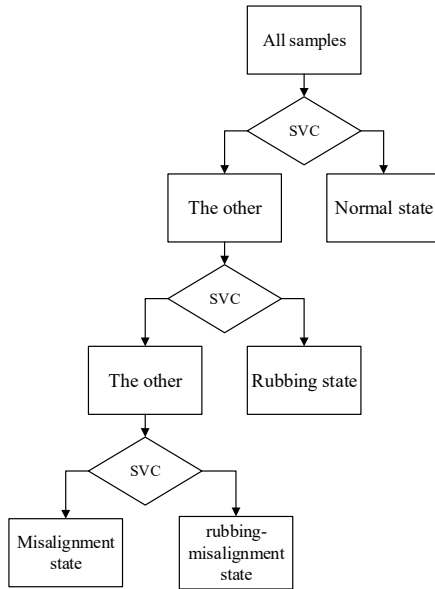 All samples
SVC
The other
Normal state
SVC
The other
Rubbing state
SVC
Misalignment
state
rubbing-
misalignment
state